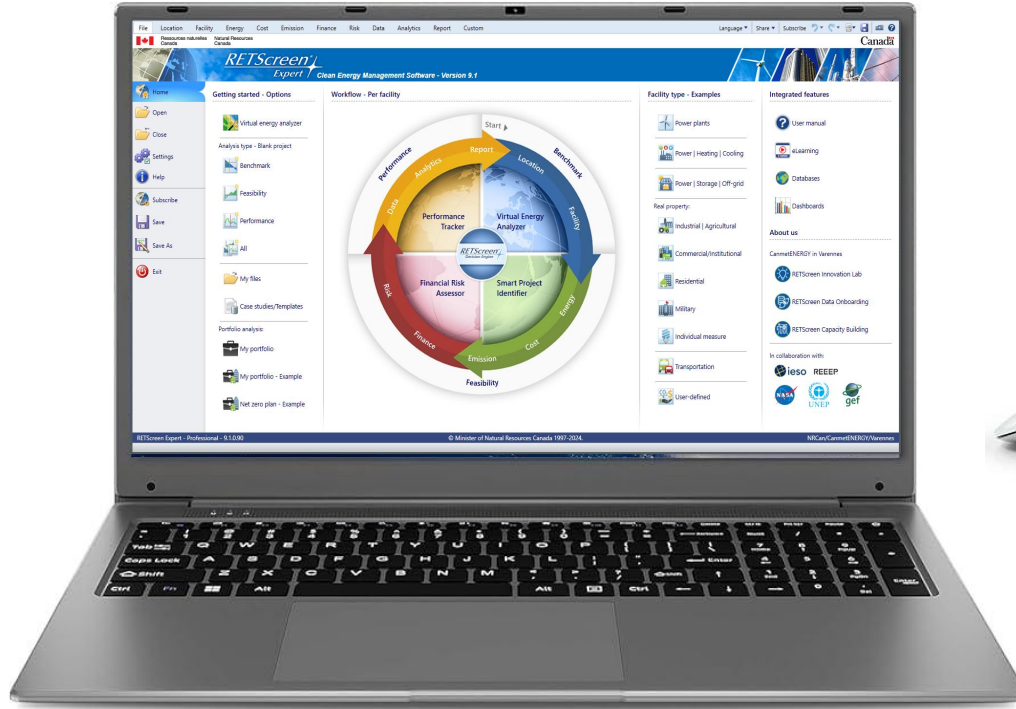 File Location Facility Energy Cost Emission Finance Risk Data Analytics Report Custom
Language Share Subscribe
Ressources naturelles Canada
Natural Resources Canada
Canada
RETScreen
Expert
Clean Energy Management Software - Version 9.1
Home
Open
Close
Settings
Help
Subscribe
Save
Save As
Exit
Getting started - Options
Virtual energy analyzer
Analysis type - Blank project
Benchmark
Feasibility
Performance
All
My files
Case studies/Templates
Portfolio analysis:
My portfolio
My portfolio - Example
Net zero plan - Example
Workflow - Per facility
Start
Benchmark
Location
Facility
Energy
Cost
Emission
Feasibility
Finance
Risk
Data
Analytics
Report
Performance
Performance Tracker
Virtual Energy Analyzer
RETScreen
Decision Engine
Financial Risk Assessor
Smart Project Identifier
Facility type - Examples
Power plants
Power | Heating | Cooling
Power | Storage | Off-grid
Real property:
Industrial | Agricultural
Commercial/Institutional
Residential
Military
Individual measure
Transportation
User-defined
Integrated features
User manual
eLearning
Databases
Dashboards
About us
CanmetENERGY in Varennes
RETScreen Innovation Lab
RETScreen Data Onboarding
RETScreen Capacity Building
In collaboration with:
ieso REEEP
NASA UNEP gef
RETScreen Expert - Professional - 9.1.0.90
© Minister of Natural Resources Canada 1997-2024.
NRCan/CanmetENERGY/Varennes
Tab Q W E R T Y U I O
Caps Lock A S D F G H J K L Enter
Shift Z X C V B N M Shift
Ctrl Fn Alt Alt Ctrl Enter